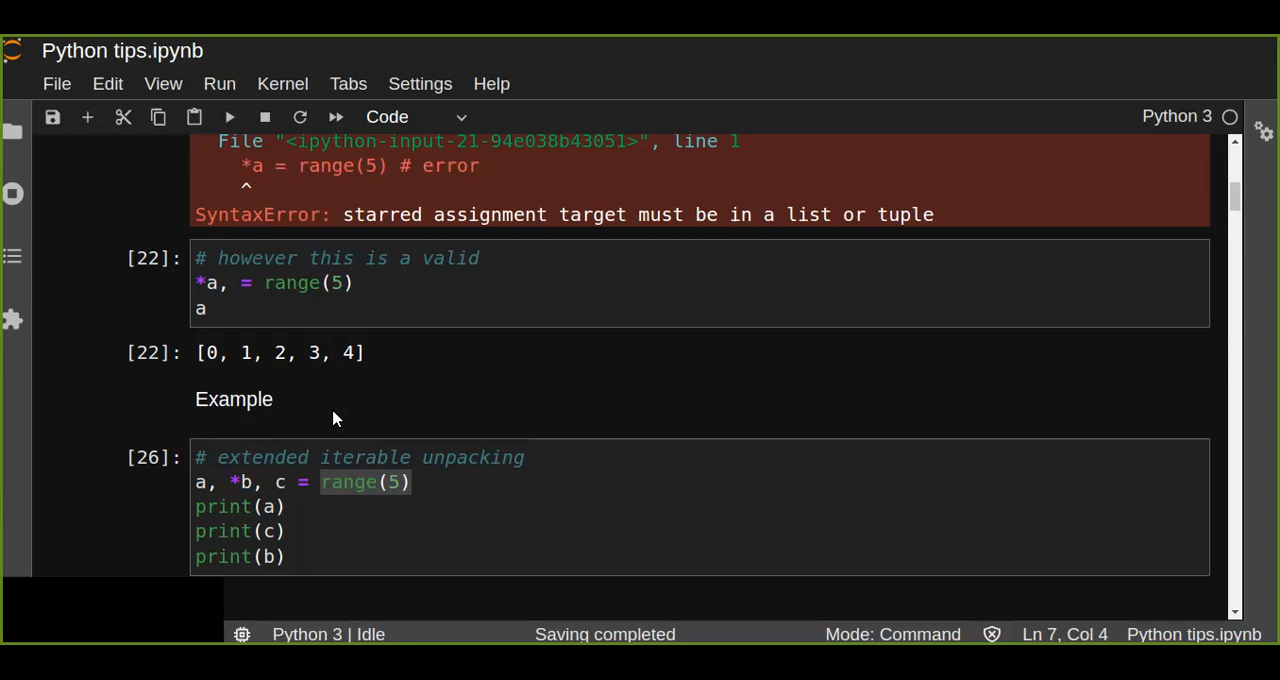 Python tips.ipynb
File Edit View Run Kernel Tabs Settings Help
Code Python 3
File "<ipython-input-21-94e038b43051>", line 1
*a = range(5) # error
^
SyntaxError: starred assignment target must be in a list or tuple
[22]: # however this is a valid
*a, = range(5)
a
[22]: [0, 1, 2, 3, 4]
Example
[26]: # extended iterable unpacking
a, *b, c = range(5)
print(a)
print(c)
print(b)
Python 3 | Idle Saving completed Mode: Command Ln 7, Col 4 Python tips.ipynb